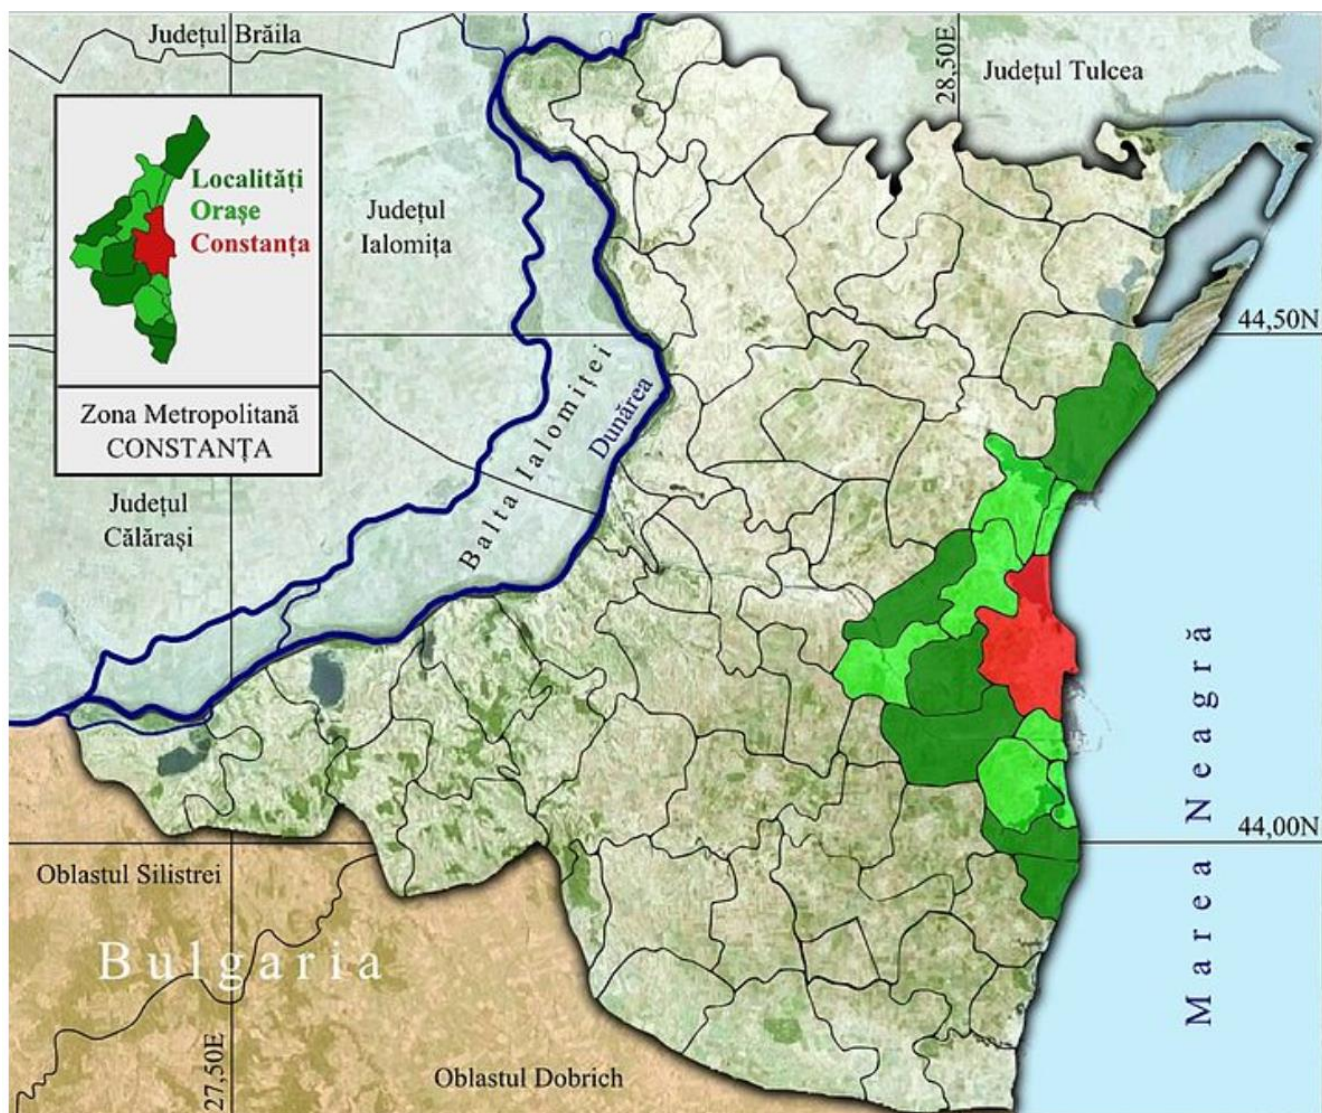 Județul Brăila
28,50E
Județul Tulcea
Localități
Orașe
Constanța
Județul
Ialomița
44,50N
Zona Metropolitană
CONSTANȚA
Balta Ialomiței
Dunărea
Județul
Călărași
Marea Neagră
44,00N
Oblastul Silistrei
Bulgaria
27,50E
Oblastul Dobrich